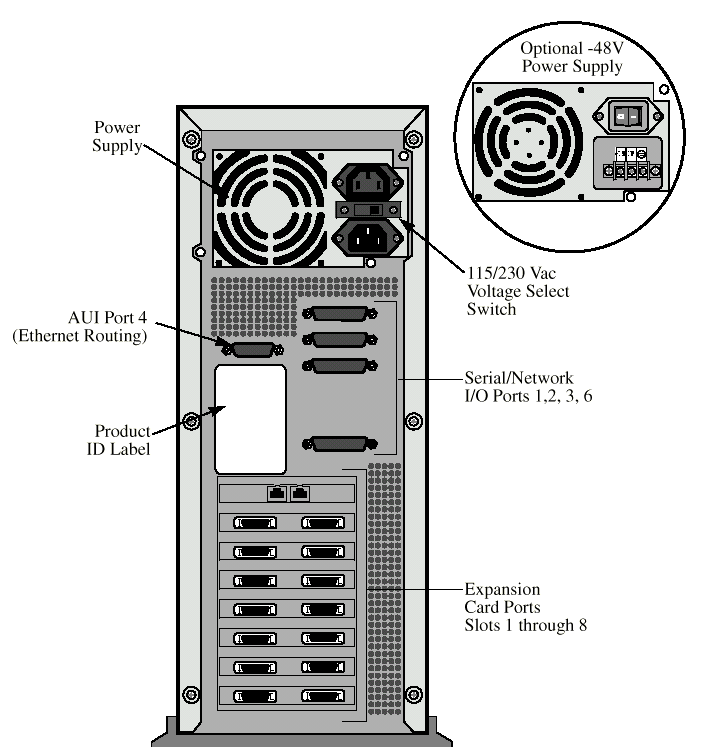 Optional -48V
Power Supply
Power
Supply
115/230 Vac
Voltage Select
Switch
AUI Port 4
(Ethernet Routing)
Serial/Network
I/O Ports 1,2, 3, 6
Product
ID Label
Expansion
Card Ports
Slots 1 through 8